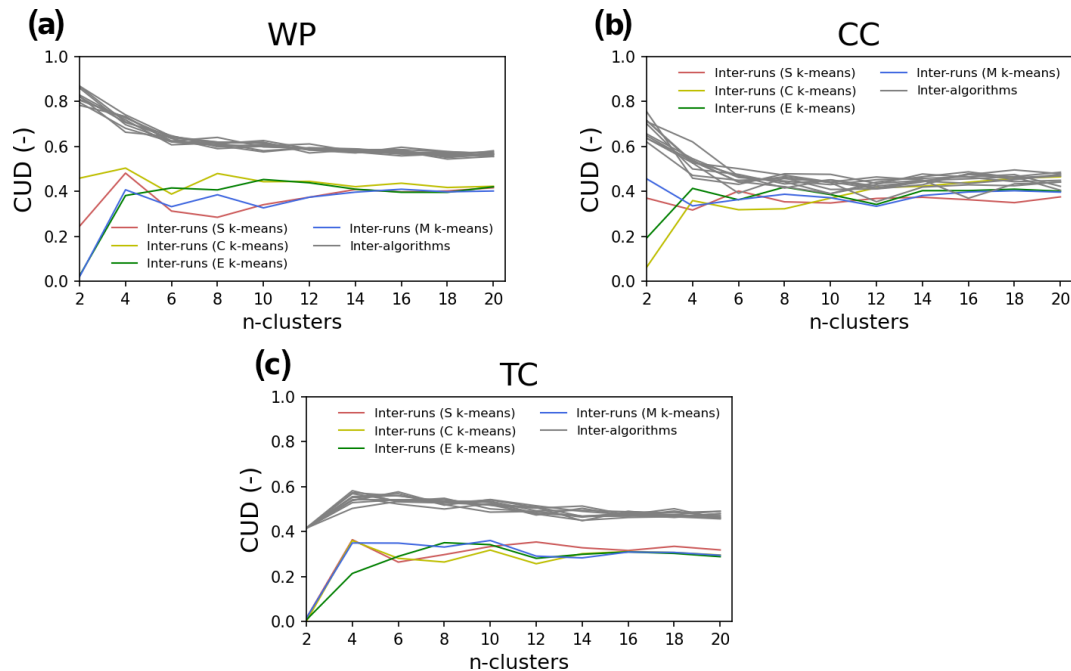 (a)
WP
1.0
0.8
0.6
0.4
0.2
0.0
CUD (-)
Inter-runs (S k-means)
Inter-runs (C k-means)
Inter-runs (E k-means)
Inter-runs (M k-means)
Inter-algorithms
2 4 6 8 10 12 14 16 18 20
n-clusters
(b)
CC
1.0
0.8
0.6
0.4
0.2
0.0
CUD (-)
Inter-runs (S k-means)
Inter-runs (C k-means)
Inter-runs (E k-means)
Inter-runs (M k-means)
Inter-algorithms
2 4 6 8 10 12 14 16 18 20
n-clusters
(c)
TC
1.0
0.8
0.6
0.4
0.2
0.0
CUD (-)
Inter-runs (S k-means)
Inter-runs (C k-means)
Inter-runs (E k-means)
Inter-runs (M k-means)
Inter-algorithms
2 4 6 8 10 12 14 16 18 20
n-clusters